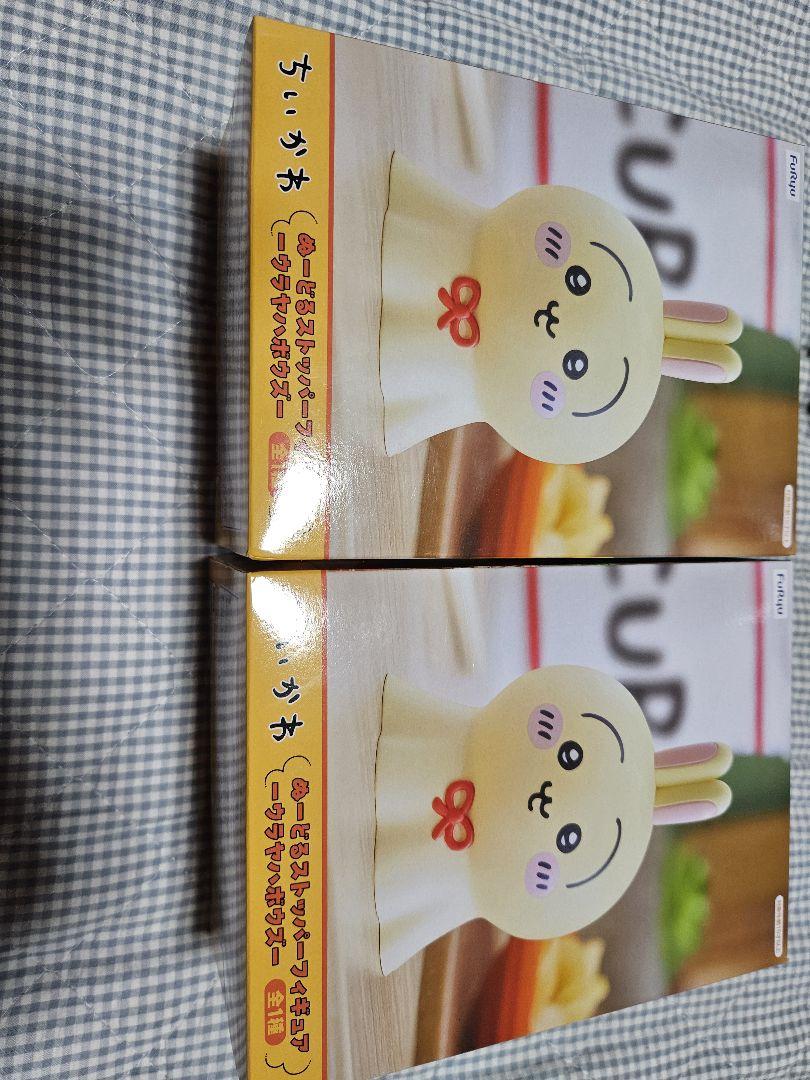 ちいかわ
ぬーどるストッパーフィ
ーウラヤハボウズー
全1種
FuRyu
CUP
いかわ
ぬーどるストッパーフィギュア
ーウラヤハボウズー
全1種
FuRyu
CUP